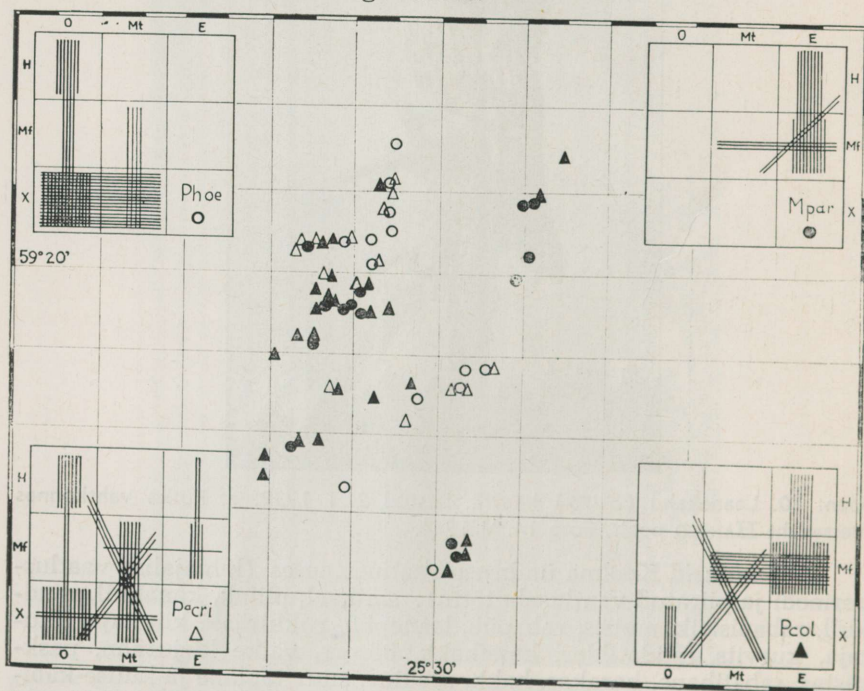 O Mt E
H
Mf
X
Phoe
O Mt E
H
Mf
X
Mpar
59°20'
H
Mf
X
Pacri
O Mt E
H
Mf
X
Pcol
O Mt E
25°30'